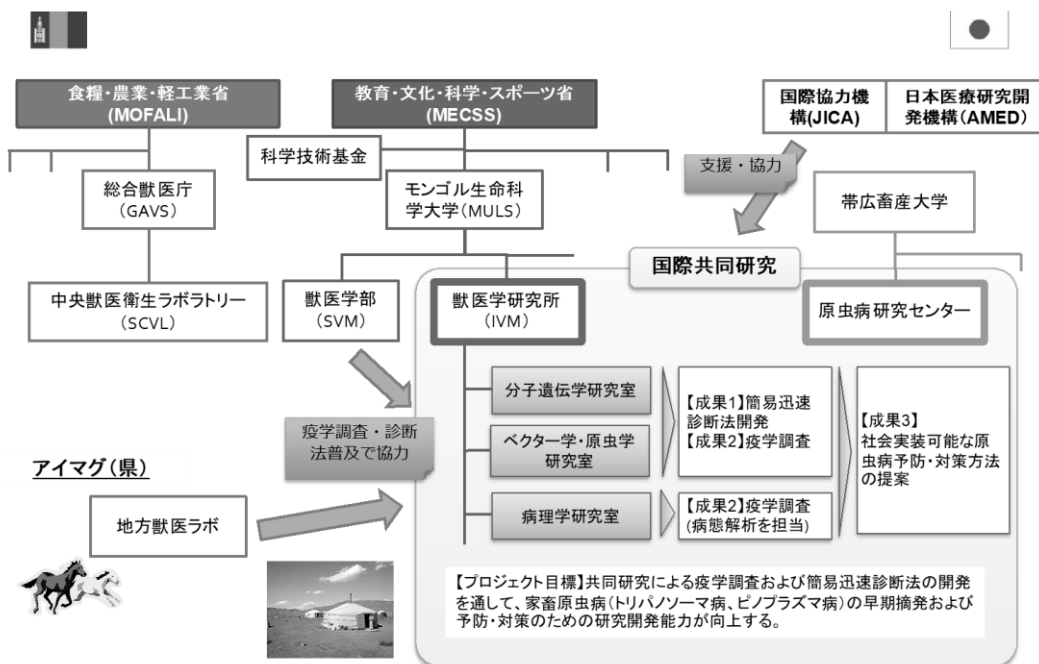 食糧・農業・軽工業省
(MOFALI)
教育・文化・科学・スポーツ省
(MECSS)
国際協力機
構(JICA)
日本医療研究開
発機構(AMED)
科学技術基金
支援・協力
総合獣医庁
(GAVS)
モンゴル生命科
学大学(MULS)
帯広畜産大学
国際共同研究
中央獣医衛生ラボラトリー
(SCVL)
獣医学部
(SVM)
獣医学研究所
(IVM)
原虫病研究センター
分子遺伝学研究室
【成果1】簡易迅速
診断法開発
【成果2】疫学調査
【成果3】
社会実装可能な原
虫病予防・対策方法
の提案
疫学調査・診断
法普及で協力
ベクター学・原虫学
研究室
アイマグ(県)
地方獣医ラボ
病理学研究室
【成果2】疫学調査
(病態解析を担当)
【プロジェクト目標】共同研究による疫学調査および簡易迅速診断法の開発
を通して、家畜原虫病(トリパノソーマ病、ピノプラズマ病)の早期摘発および
予防・対策のための研究開発能力が向上する。